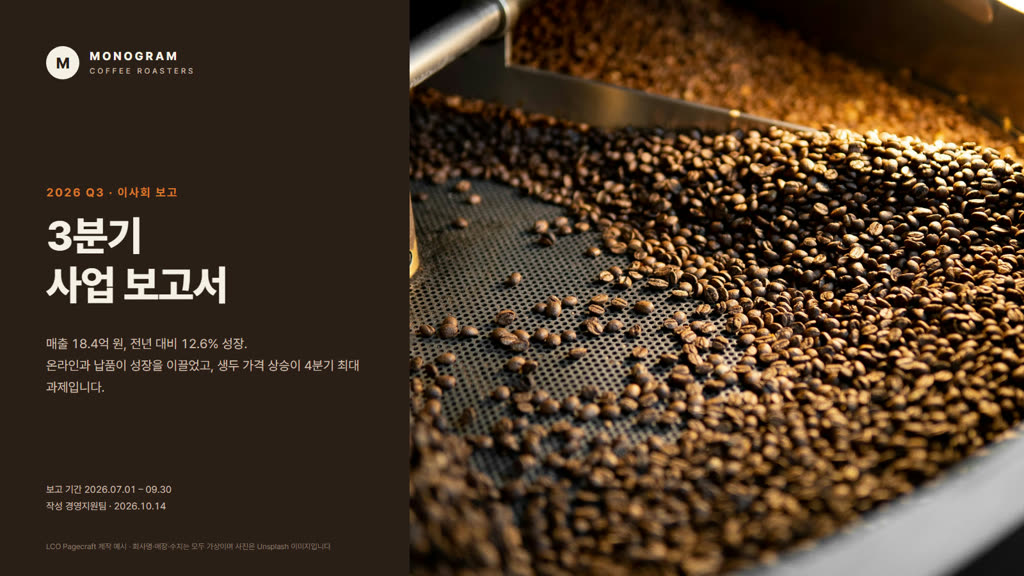 M
MONOGRAM
COFFEE ROASTERS
2026 Q3 · 이사회 보고
3분기
사업 보고서
매출 18.4억 원, 전년 대비 12.6% 성장.
온라인과 납품이 성장을 이끌었고, 생두 가격 상승이 4분기 최대
과제입니다.
보고 기간 2026.07.01 – 09.30
작성 경영지원팀 · 2026.10.14
LCO Pagecraft 제작 예시 · 회사명·매장·수치는 모두 가상이며 사진은 Unsplash 이미지입니다